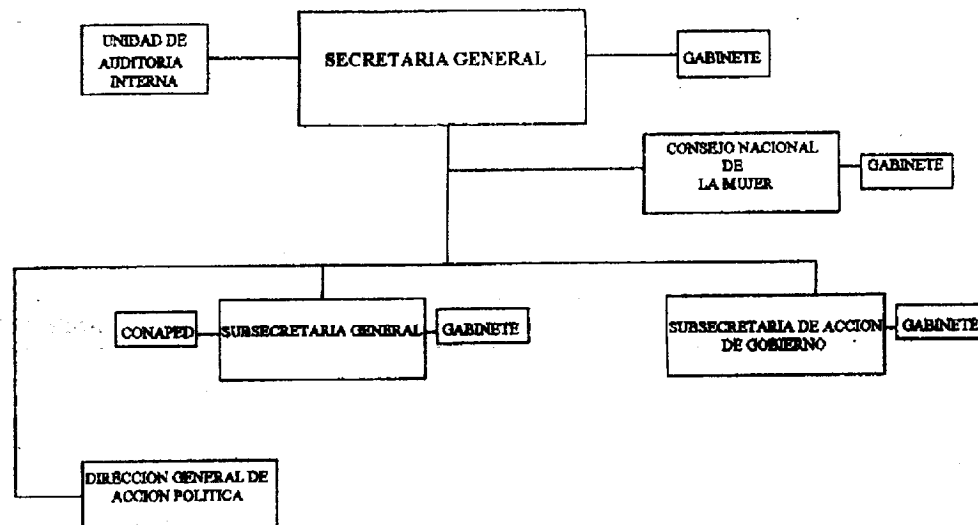 UNIDAD DE
AUDITORIA
INTERNA
SECRETARIA GENERAL
GABINETE
CONSEJO NACIONAL
DE
LA MUJER
GABINETE
CONAPED
SUBSECRETARIA GENERAL
GABINETE
SUBSECRETARIA DE ACCION
DE GOBIERNO
GABINETE
DIRECCION GENERAL DE
ACCION POLITICA